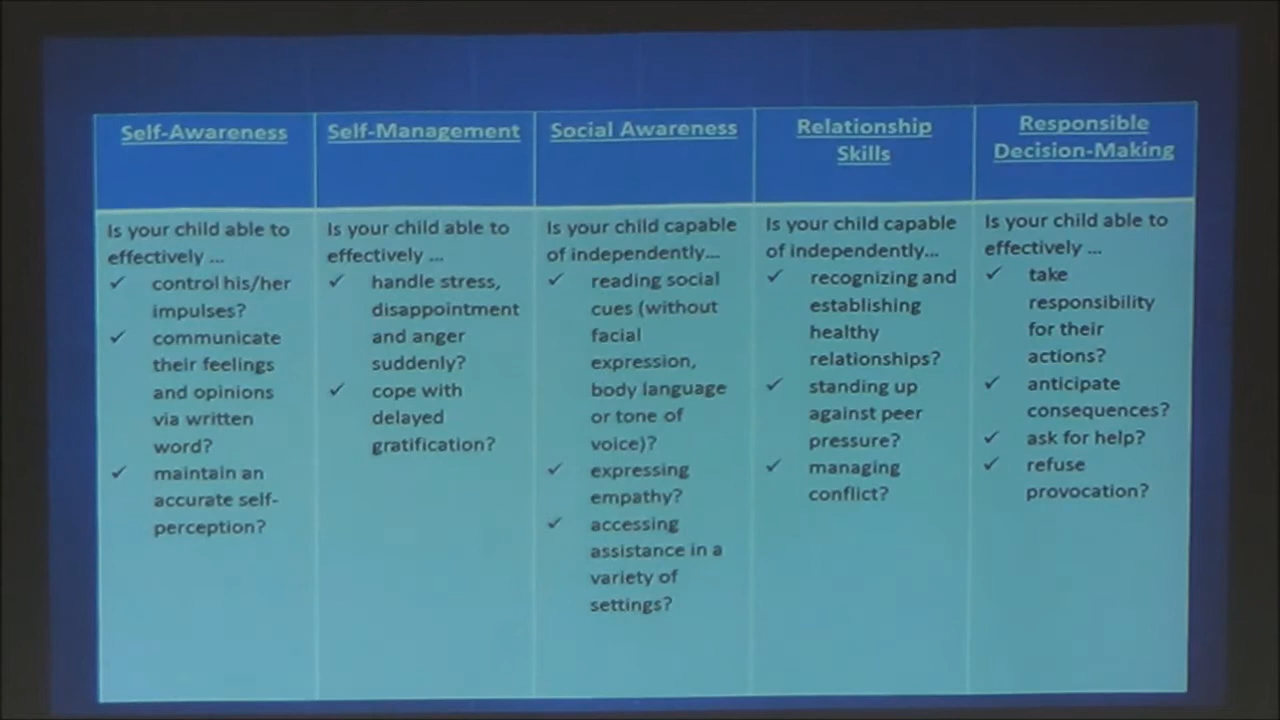 Self-Awareness
Is your child able to
effectively ...
✓ control his/her
impulses?
✓ communicate
their feelings
and opinions
via written
word?
✓ maintain an
accurate self-
perception?
Self-Management
Is your child able to
effectively ...
✓ handle stress,
disappointment
and anger
suddenly?
✓ cope with
delayed
gratification?
Social Awareness
Is your child capable
of independently...
✓ reading social
cues (without
facial
expression,
body language
or tone of
voice)?
✓ expressing
empathy?
✓ accessing
assistance in a
variety of
settings?
Relationship
Skills
Is your child capable
of independently...
✓ recognizing and
establishing
healthy
relationships?
✓ standing up
against peer
pressure?
✓ managing
conflict?
Responsible
Decision-Making
Is your child able to
effectively ...
✓ take
responsibility
for their
actions?
✓ anticipate
consequences?
✓ ask for help?
✓ refuse
provocation?